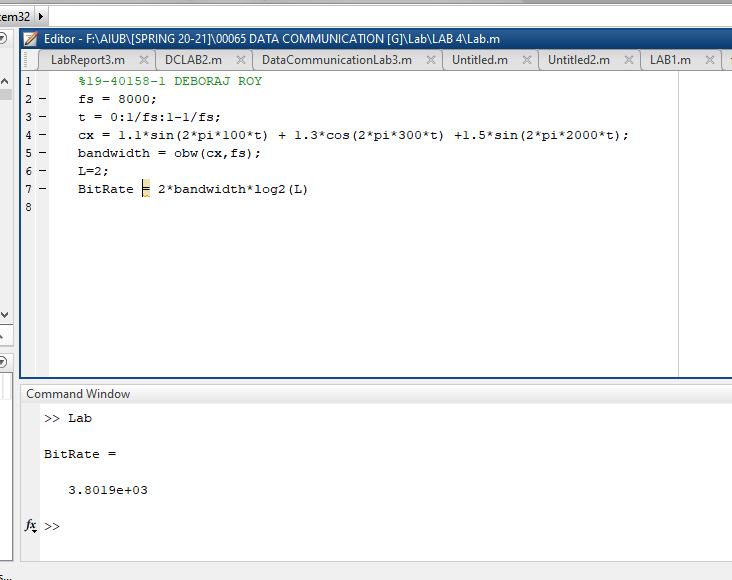 tem32
Editor - F:\AIUB\[SPRING 20-21]\00065 DATA COMMUNICATION [G]\Lab\LAB 4\Lab.m
LabReport3.m DCLAB2.m DataCommunicationLab3.m Untitled.m Untitled2.m LAB1.m
1 %19-40158-1 DEBORAJ ROY
2 - fs = 8000;
3 - t = 0:1/fs:1-1/fs;
4 - cx = 1.1*sin(2*pi*100*t) + 1.3*cos(2*pi*300*t) +1.5*sin(2*pi*2000*t);
5 - bandwidth = obw(cx,fs);
6 - L=2;
7 - BitRate = 2*bandwidth*log2(L)
8
Command Window
>> Lab
BitRate =
3.8019e+03
fx >>
s...